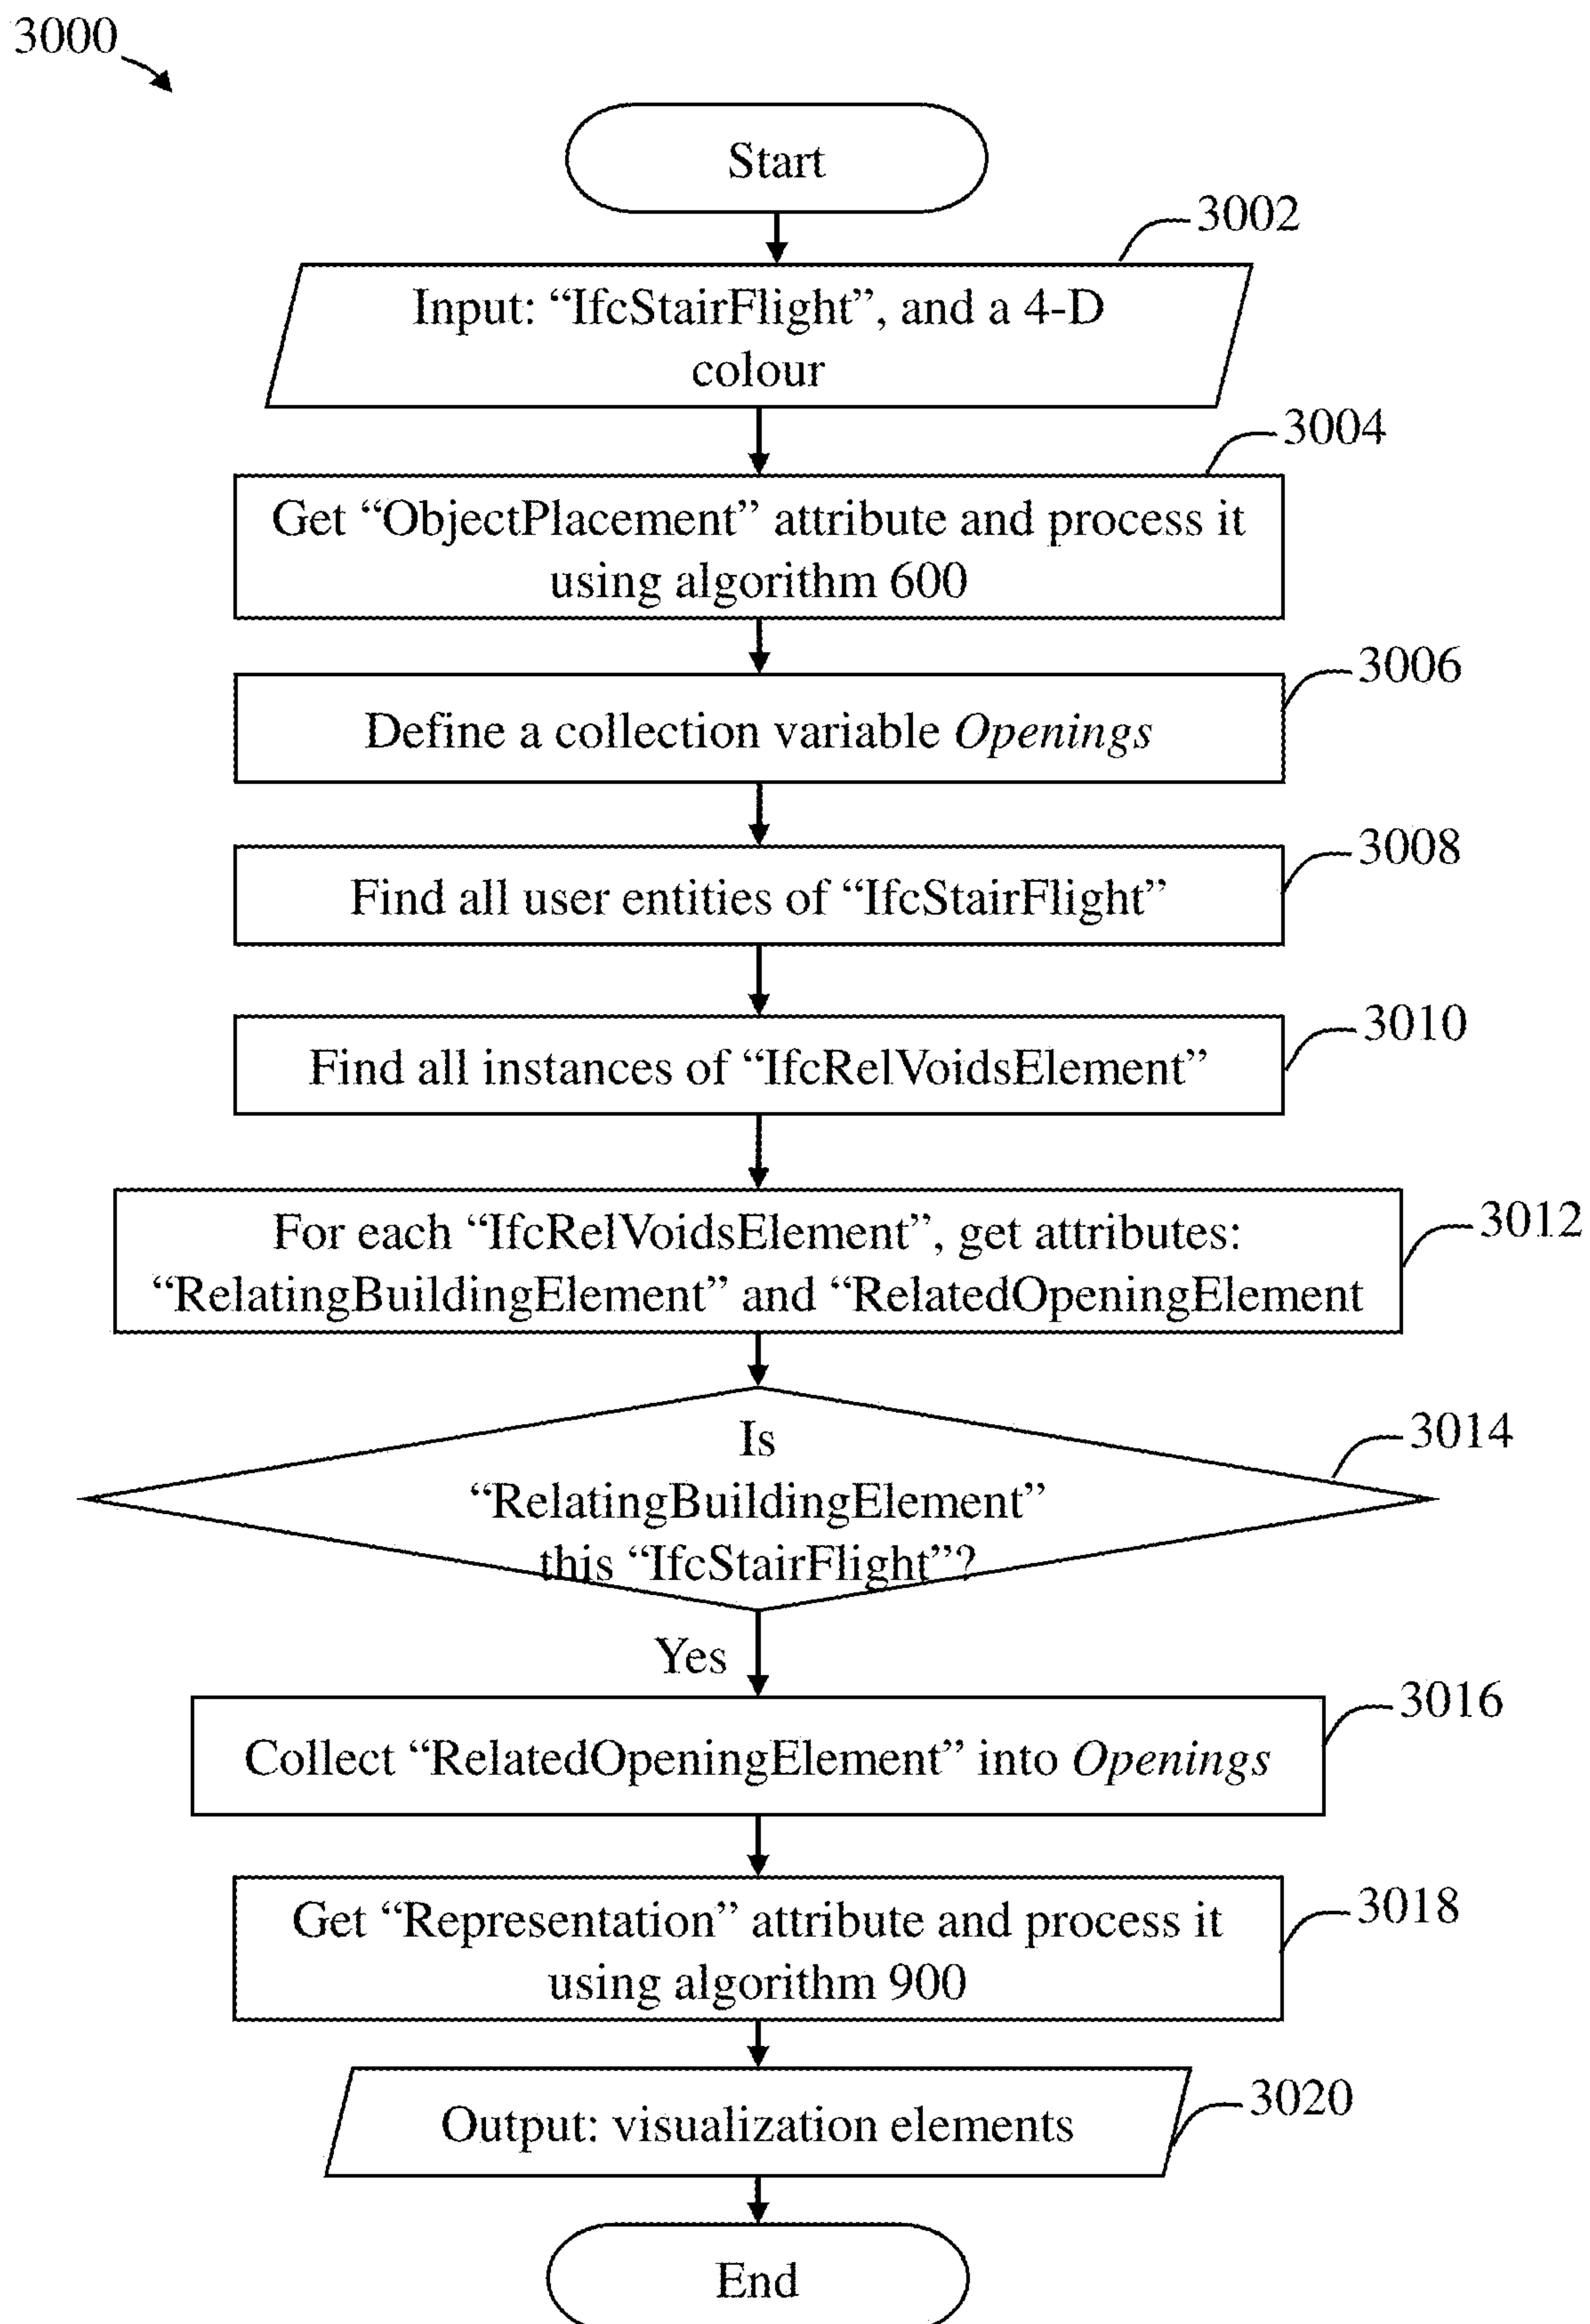 3000
Start
3002
Input: “IfcStairFlight”, and a 4-D
colour
3004
Get “ObjectPlacement” attribute and process it
using algorithm 600
3006
Define a collection variable Openings
3008
Find all user entities of “IfcStairFlight”
3010
Find all instances of “IfcRelVoidsElement”
3012
For each “IfcRelVoidsElement”, get attributes:
“RelatingBuildingElement” and “RelatedOpeningElement
3014
Is
“RelatingBuildingElement”
this “IfcStairFlight”?
Yes
3016
Collect “RelatedOpeningElement” into Openings
3018
Get “Representation” attribute and process it
using algorithm 900
3020
Output: visualization elements
End